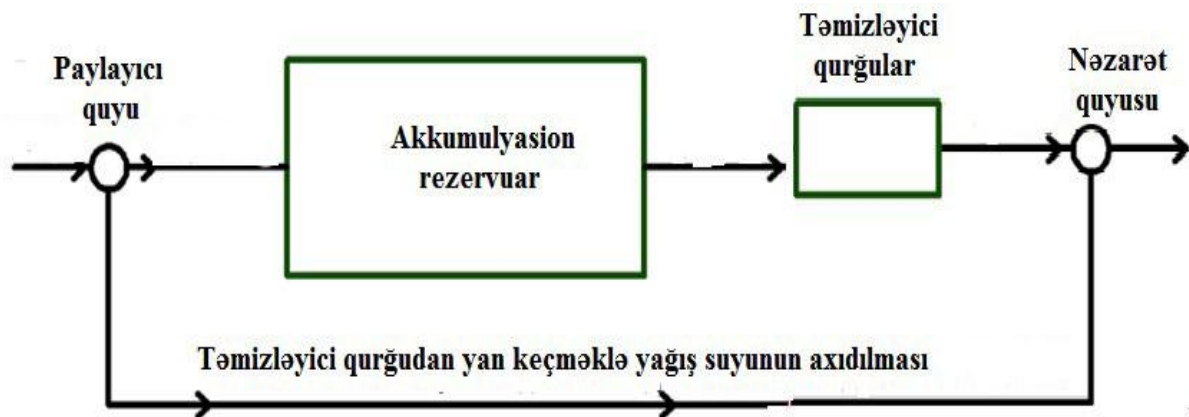 Paylayıcı
quyu
Akkumulyasion
rezervuar
Təmizləyici
qurğular
Nəzarət
quyusu
Təmizləyici qurğudan yan keçməklə yağış suyunun axıdılması